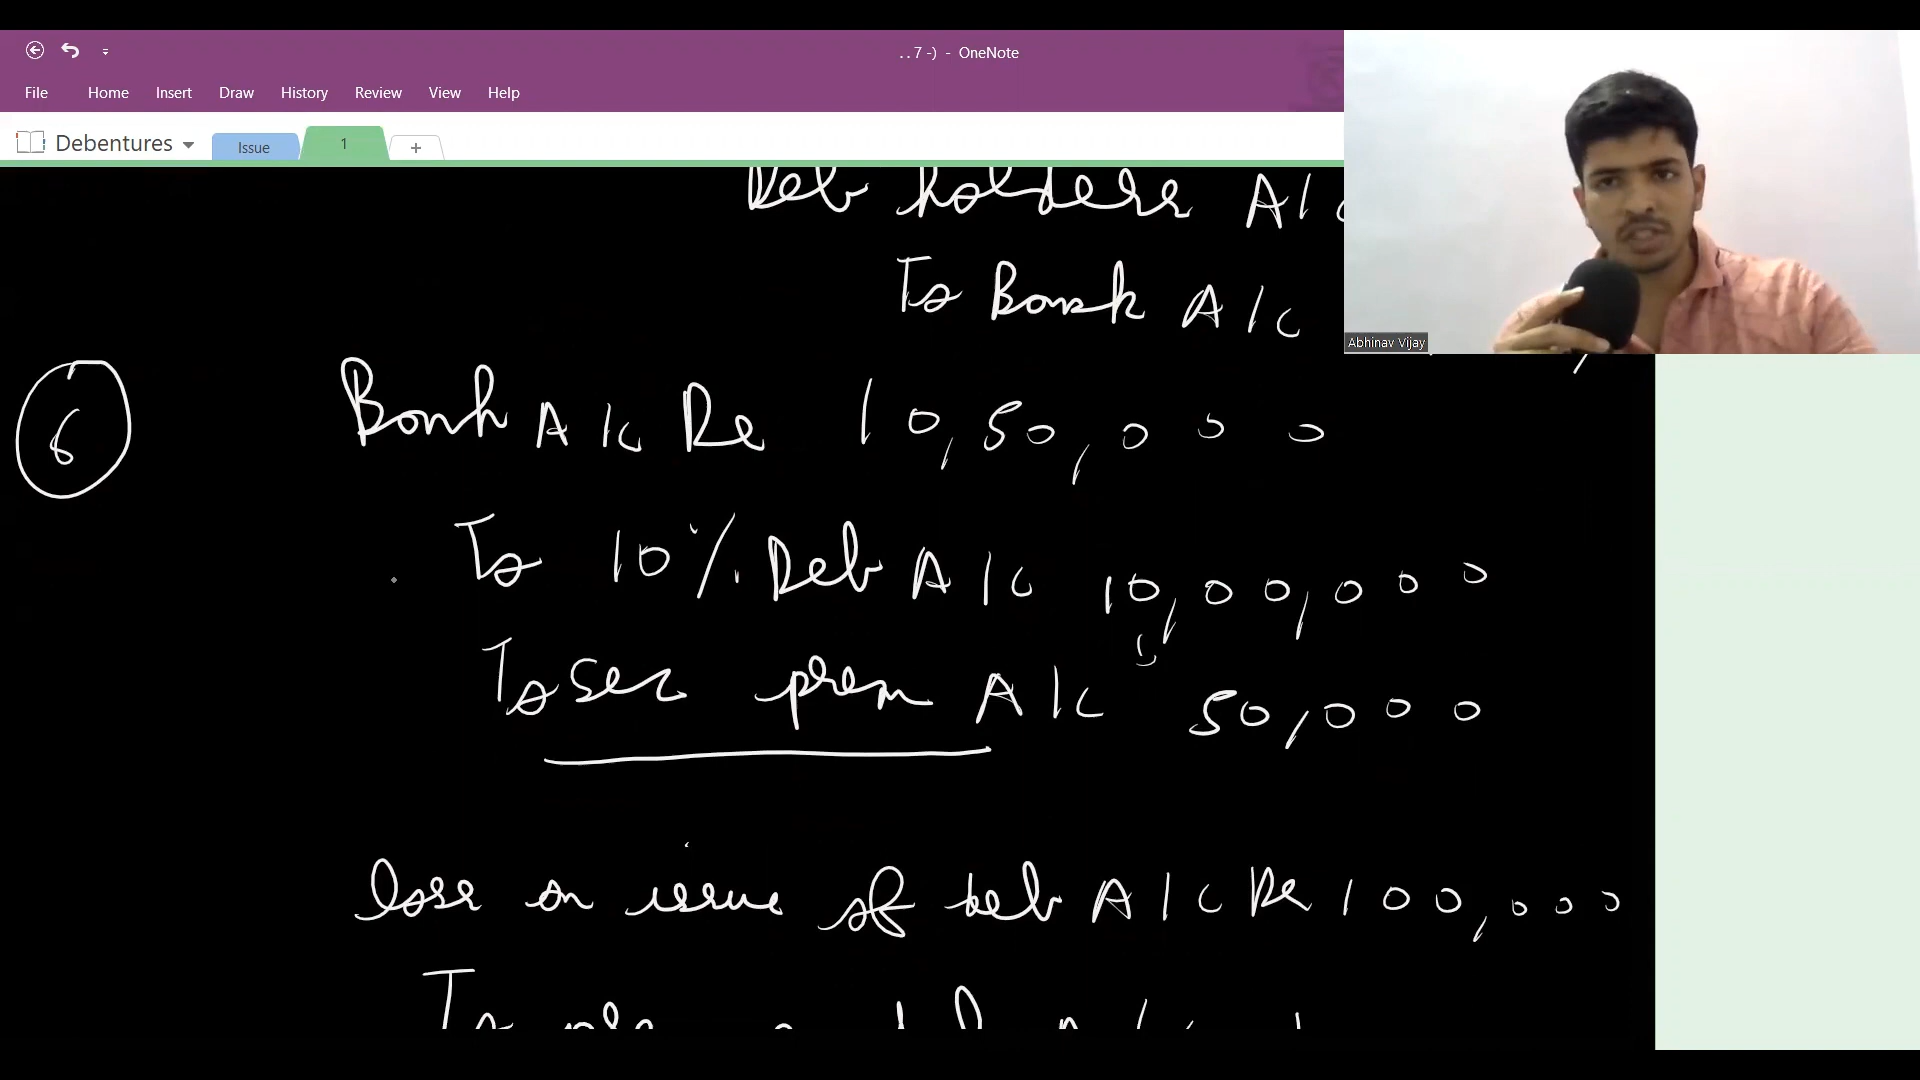 . . 7 -) - OneNote
File Home Insert Draw History Review View Help
Debentures Issue 1 +
Deb holders A/c
To Bank A/c
Abhinav Vijay
6 Bank A/c Dr 10,50,000
To 10% Deb A/c 10,00,000
To sec prem A/c 50,000
loss on issue of deb A/c Dr 100,000
To